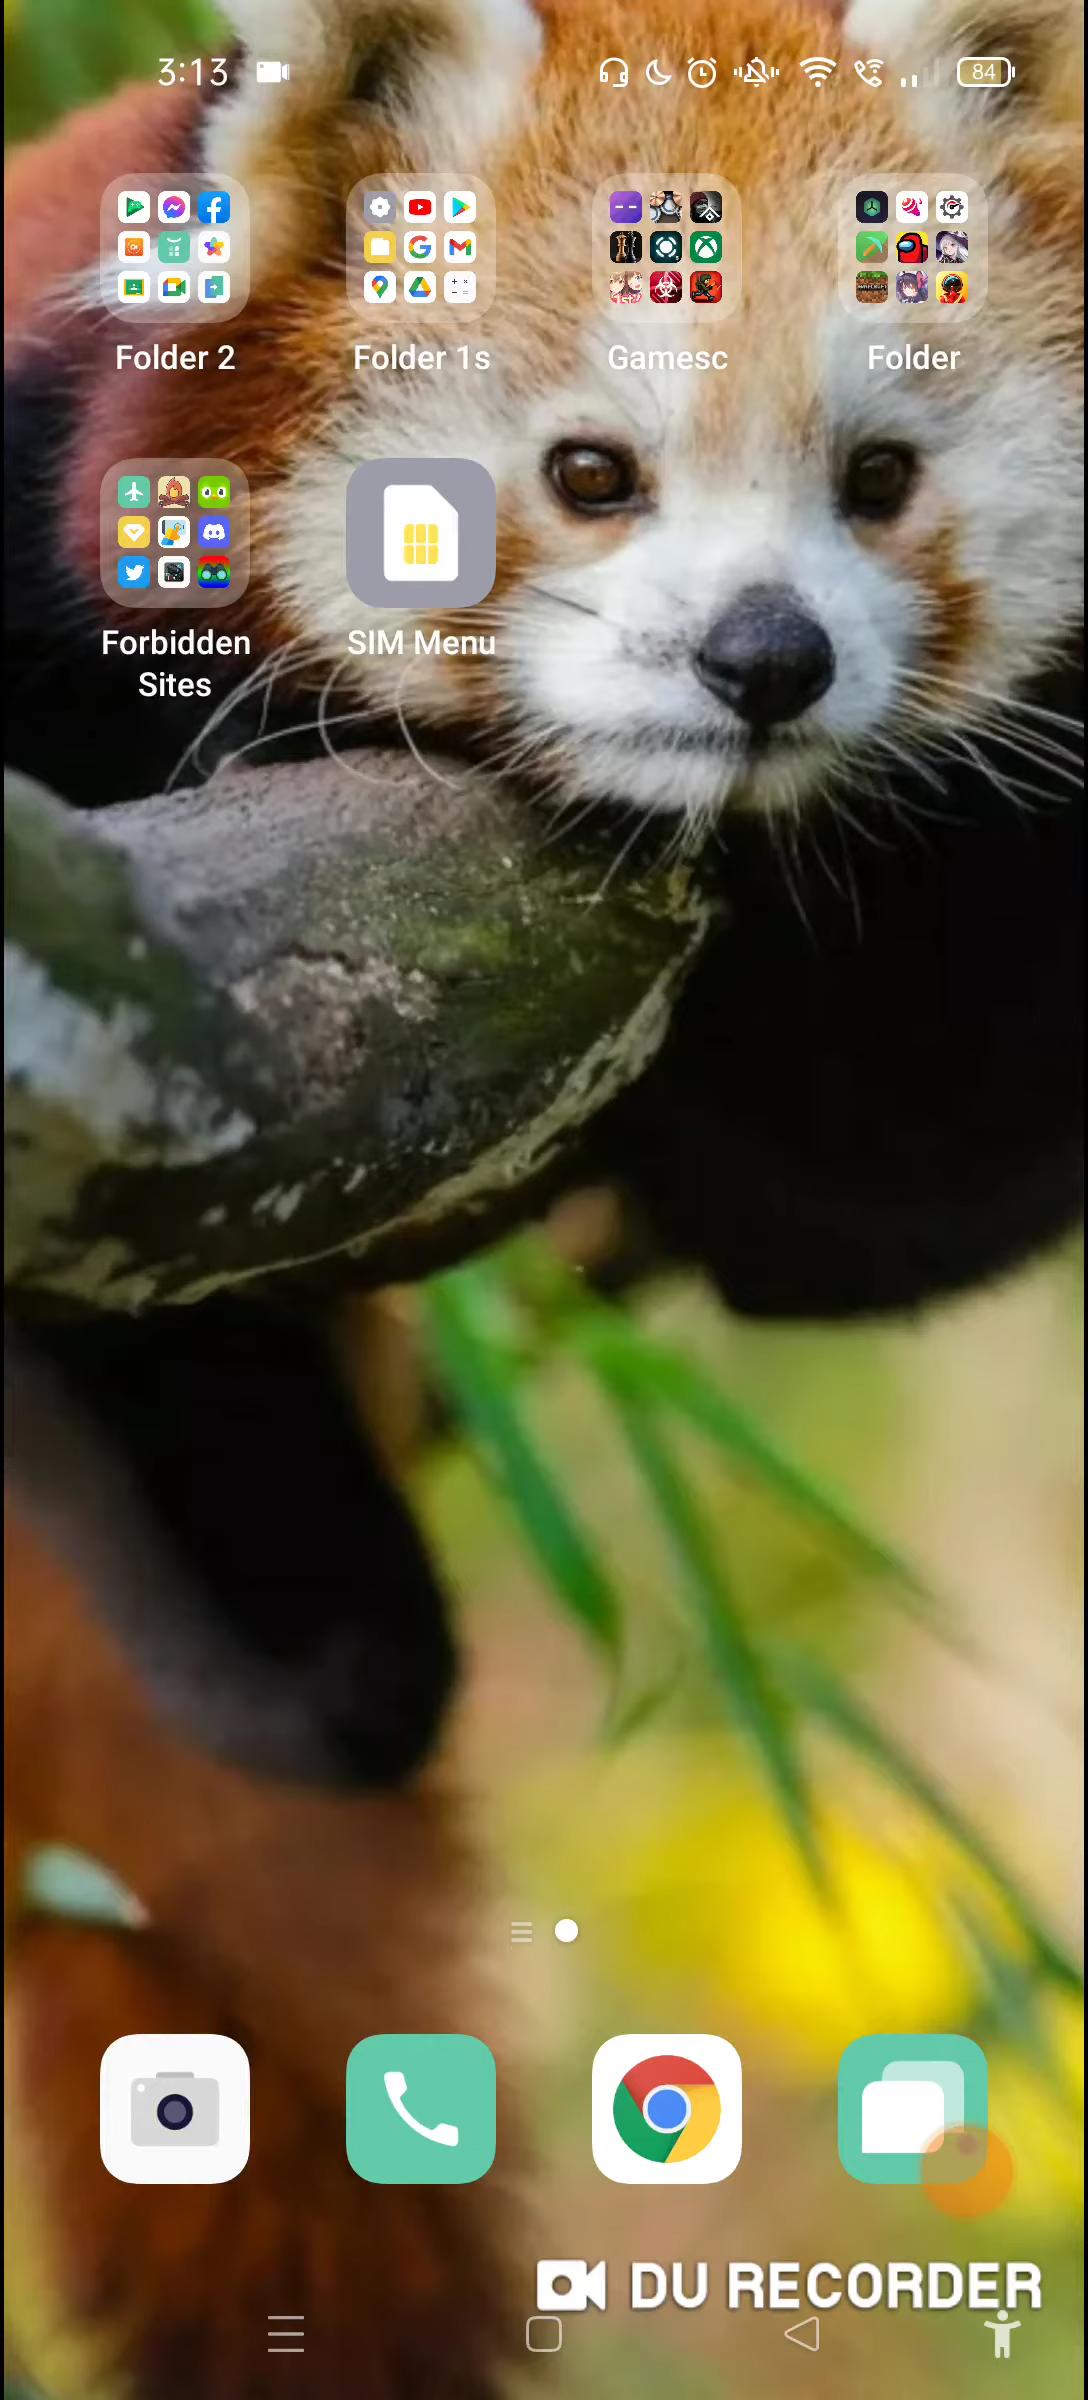 3:13
84
Folder 2
Folder 1s
Gamesc
Folder
Forbidden
Sites
SIM Menu
DU RECORDER